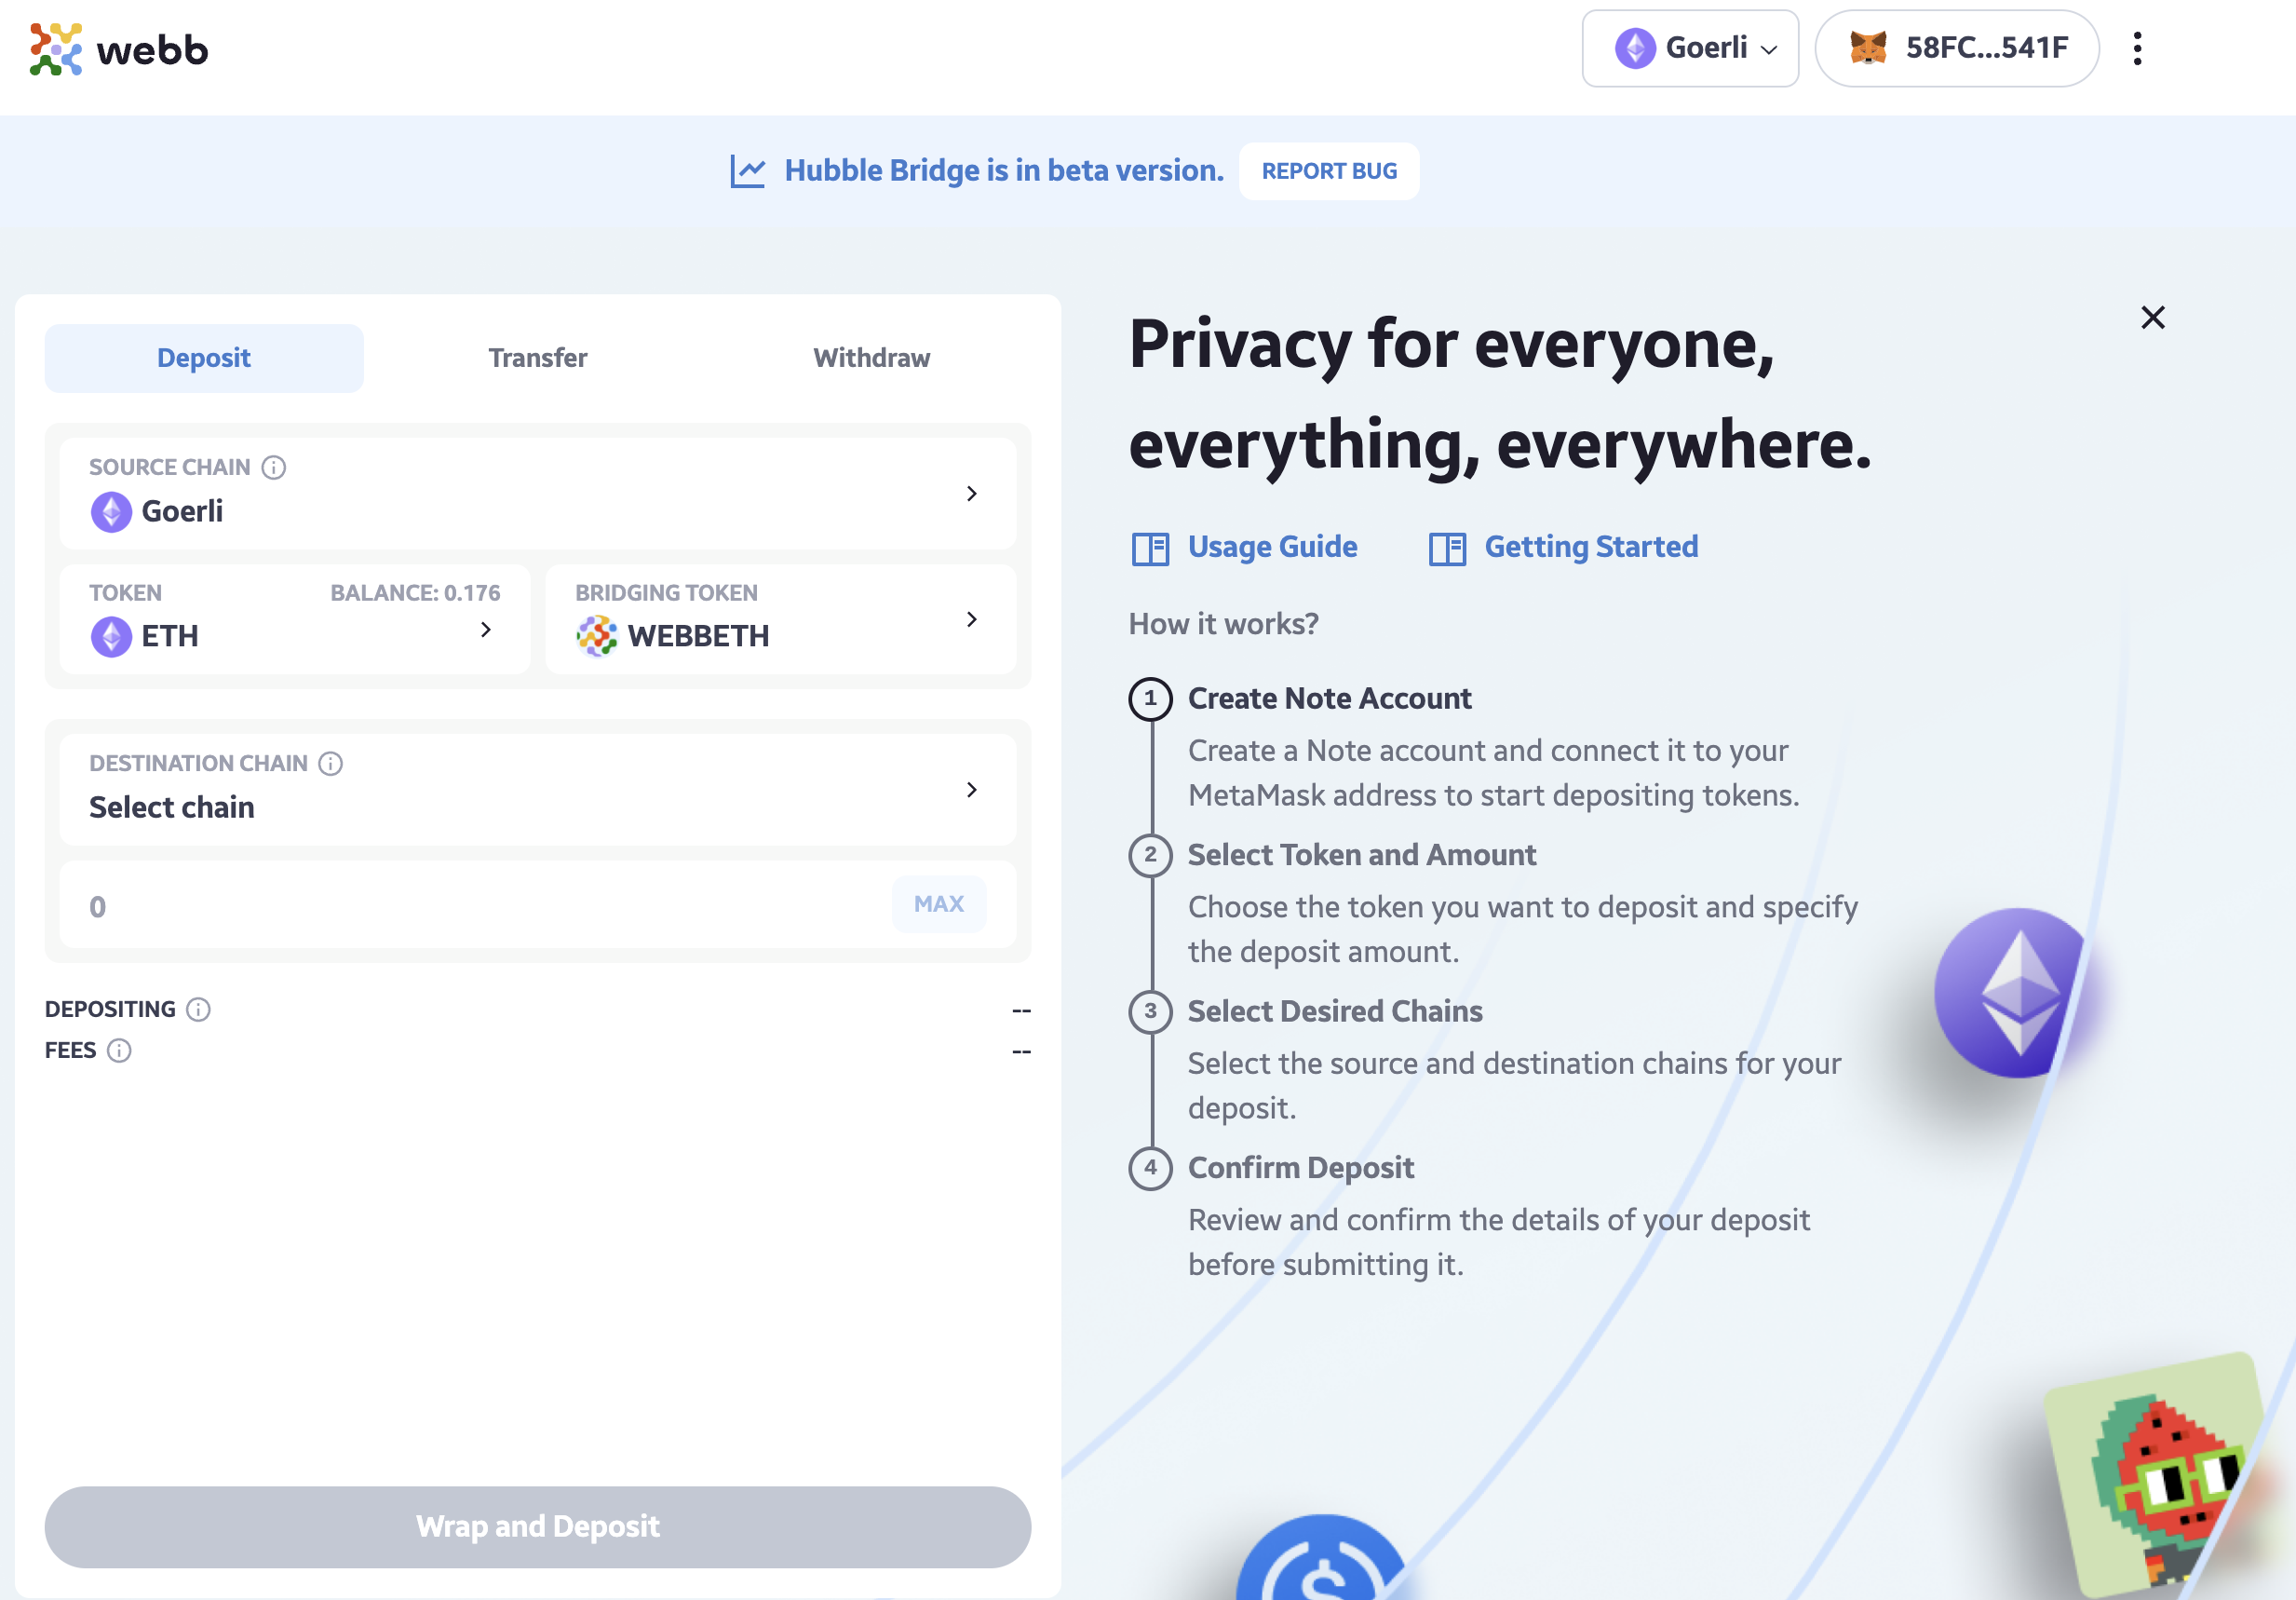 webb
Goerli
58FC...541F
Hubble Bridge is in beta version.
REPORT BUG
Deposit
Transfer
Withdraw
SOURCE CHAIN
Goerli
TOKEN
BALANCE: 0.176
ETH
BRIDGING TOKEN
WEBBETH
DESTINATION CHAIN
Select chain
0
MAX
DEPOSITING
--
FEES
--
Wrap and Deposit
Privacy for everyone,
everything, everywhere.
Usage Guide
Getting Started
How it works?
1
Create Note Account
Create a Note account and connect it to your
MetaMask address to start depositing tokens.
2
Select Token and Amount
Choose the token you want to deposit and specify
the deposit amount.
3
Select Desired Chains
Select the source and destination chains for your
deposit.
4
Confirm Deposit
Review and confirm the details of your deposit
before submitting it.